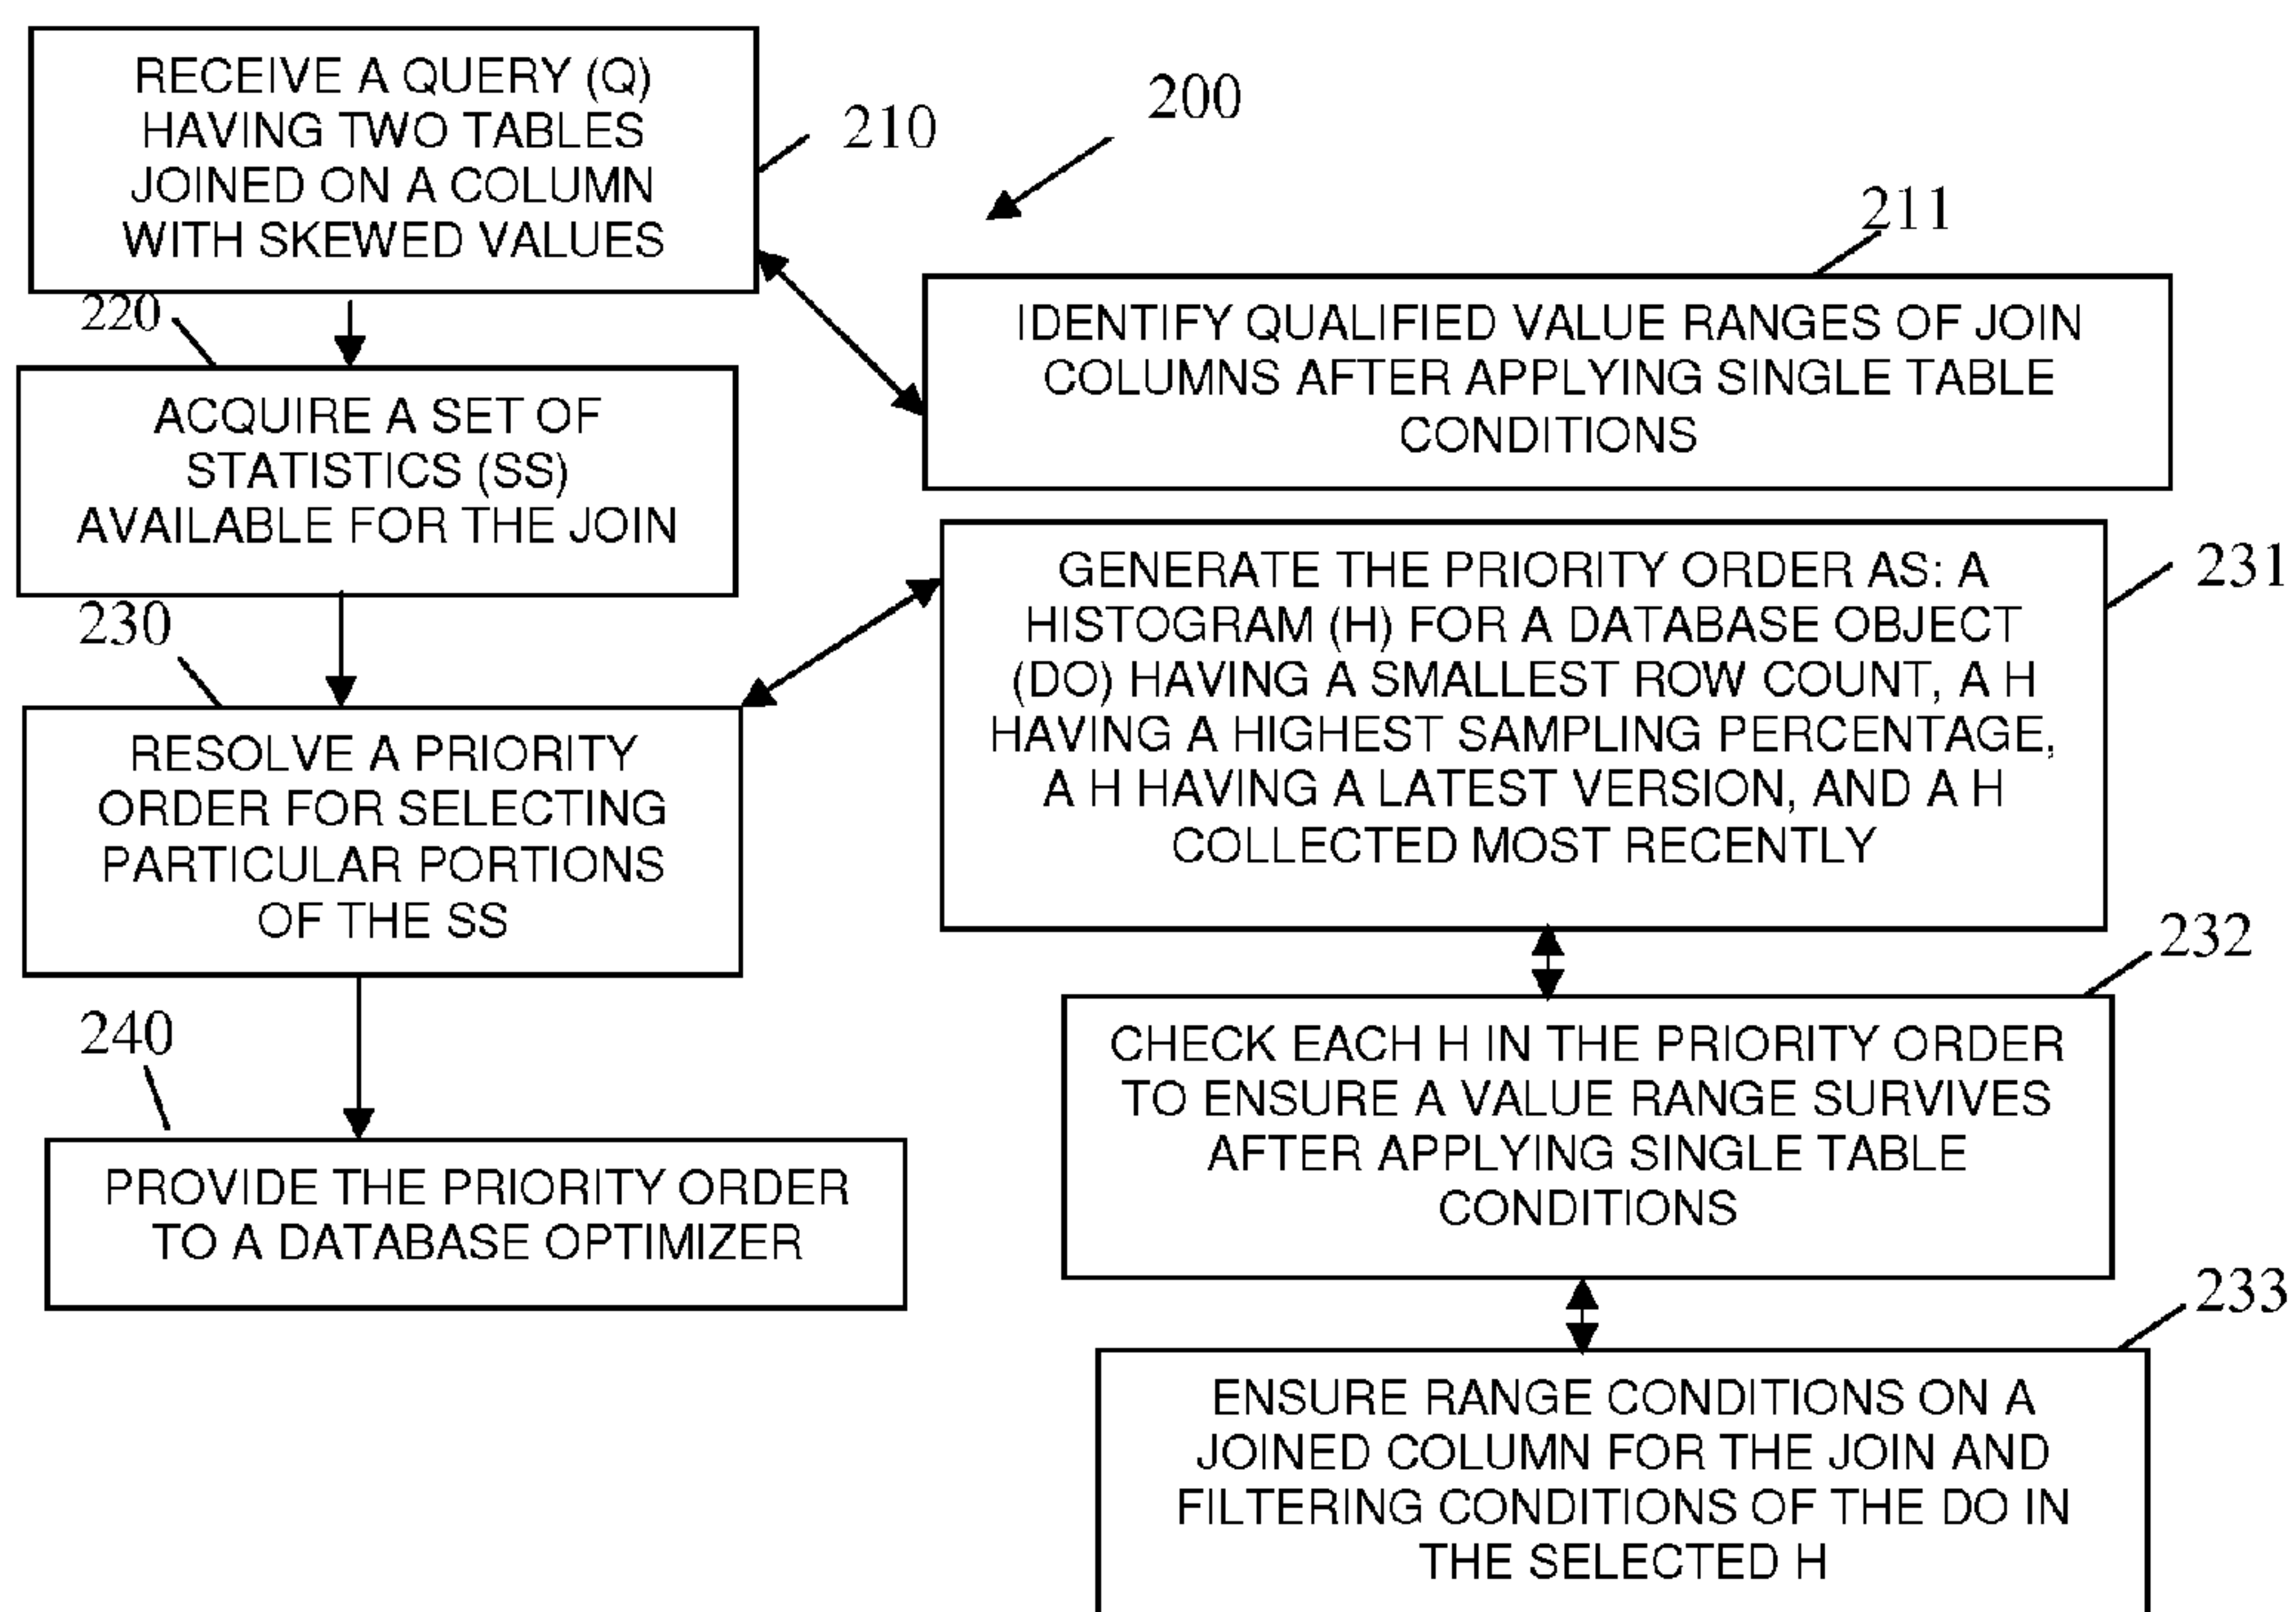 RECEIVE A QUERY (Q)
HAVING TWO TABLES
JOINED ON A COLUMN
WITH SKEWED VALUES
210
200
211
IDENTIFY QUALIFIED VALUE RANGES OF JOIN
COLUMNS AFTER APPLYING SINGLE TABLE
CONDITIONS
220
ACQUIRE A SET OF
STATISTICS (SS)
AVAILABLE FOR THE JOIN
230
RESOLVE A PRIORITY
ORDER FOR SELECTING
PARTICULAR PORTIONS
OF THE SS
231
GENERATE THE PRIORITY ORDER AS: A
HISTOGRAM (H) FOR A DATABASE OBJECT
(DO) HAVING A SMALLEST ROW COUNT, A H
HAVING A HIGHEST SAMPLING PERCENTAGE,
A H HAVING A LATEST VERSION, AND A H
COLLECTED MOST RECENTLY
232
CHECK EACH H IN THE PRIORITY ORDER
TO ENSURE A VALUE RANGE SURVIVES
AFTER APPLYING SINGLE TABLE
CONDITIONS
240
PROVIDE THE PRIORITY ORDER
TO A DATABASE OPTIMIZER
233
ENSURE RANGE CONDITIONS ON A
JOINED COLUMN FOR THE JOIN AND
FILTERING CONDITIONS OF THE DO IN
THE SELECTED H